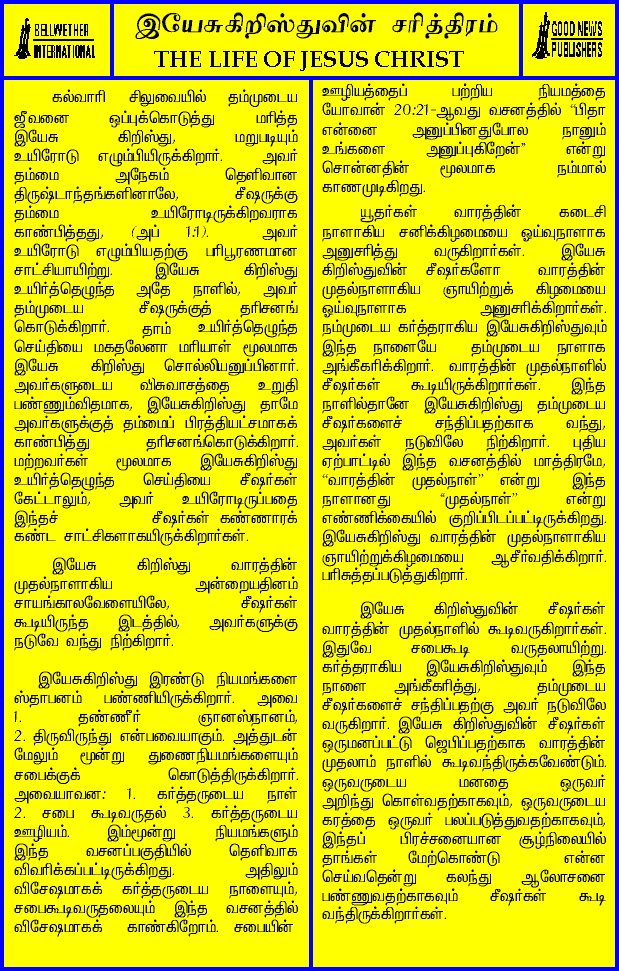 BELLWETHER
INTERNATIONAL
இயேசுகிறிஸ்துவின் சரித்திரம்
THE LIFE OF JESUS CHRIST
GOOD NEWS
PUBLISHERS
கல்வாரி சிலுவையில் தம்முடைய
ஜீவனை ஒப்புக்கொடுத்து மரித்த
இயேசு கிறிஸ்து, மறுபடியும்
உயிரோடு எழும்பியிருக்கிறார். அவர்
தம்மை அநேகம் தெளிவான
திருஷ்டாந்தங்களினாலே, சீஷருக்கு
தம்மை உயிரோடிருக்கிறவராக
காண்பித்தது, (அப் 1:1). அவர்
உயிரோடு எழும்பியதற்கு பரிபூரணமான
சாட்சியாயிற்று. இயேசு கிறிஸ்து
உயிர்த்தெழுந்த அதே நாளில், அவர்
தம்முடைய சீஷருக்குத் தரிசனங்
கொடுக்கிறார். தாம் உயிர்த்தெழுந்த
செய்தியை மகதலேனா மரியாள் மூலமாக
இயேசு கிறிஸ்து சொல்லியனுப்பினார்.
அவர்களுடைய விசுவாசத்தை உறுதி
பண்ணும்விதமாக, இயேசுகிறிஸ்து தாமே
அவர்களுக்குத் தம்மைப் பிரத்தியட்சமாகக்
காண்பித்து தரிசனங்கொடுக்கிறார்.
மற்றவர்கள் மூலமாக இயேசுகிறிஸ்து
உயிர்த்தெழுந்த செய்தியை சீஷர்கள்
கேட்டாலும், அவர் உயிரோடிருப்பதை
இந்தச் சீஷர்கள் கண்ணாரக்
கண்ட சாட்சிகளாகயிருக்கிறார்கள்.
இயேசு கிறிஸ்து வாரத்தின்
முதல்நாளாகிய அன்றையதினம்
சாயங்காலவேளையிலே, சீஷர்கள்
கூடியிருந்த இடத்தில், அவர்களுக்கு
நடுவே வந்து நிற்கிறார்.
இயேசுகிறிஸ்து இரண்டு நியமங்களை
ஸ்தாபனம் பண்ணியிருக்கிறார். அவை
1. தண்ணீர் ஞானஸ்நானம்,
2. திருவிருந்து என்பவையாகும். அத்துடன்
மேலும் மூன்று துணைநியமங்களையும்
சபைக்குக் கொடுத்திருக்கிறார்.
அவையாவன: 1. கர்த்தருடைய நாள்
2. சபை கூடிவருதல் 3. கர்த்தருடைய
ஊழியம். இம்மூன்று நியமங்களும்
இந்த வசனப்பகுதியில் தெளிவாக
விவரிக்கப்பட்டிருக்கிறது. அதிலும்
விசேஷமாகக் கர்த்தருடைய நாளையும்,
சபைகூடிவருதலையும் இந்த வசனத்தில்
விசேஷமாகக் காண்கிறோம். சபையின்
ஊழியத்தைப் பற்றிய நியமத்தை
யோவான் 20:21-ஆவது வசனத்தில் “பிதா
என்னை அனுப்பினதுபோல நானும்
உங்களை அனுப்புகிறேன்” என்று
சொன்னதின் மூலமாக நம்மால்
காணமுடிகிறது.
யூதர்கள் வாரத்தின் கடைசி
நாளாகிய சனிக்கிழமையை ஓய்வுநாளாக
அனுசரித்து வருகிறார்கள். இயேசு
கிறிஸ்துவின் சீஷர்களோ வாரத்தின்
முதல்நாளாகிய ஞாயிற்றுக் கிழமையை
ஓய்வுநாளாக அனுசரிக்கிறார்கள்.
நம்முடைய கர்த்தராகிய இயேசுகிறிஸ்துவும்
இந்த நாளையே தம்முடைய நாளாக
அங்கீகரிக்கிறார். வாரத்தின் முதல்நாளில்
சீஷர்கள் கூடியிருக்கிறார்கள். இந்த
நாளில்தானே இயேசுகிறிஸ்து தம்முடைய
சீஷர்களைச் சந்திப்பதற்காக வந்து,
அவர்கள் நடுவிலே நிற்கிறார். புதிய
ஏற்பாட்டில் இந்த வசனத்தில் மாத்திரமே,
“வாரத்தின் முதல்நாள்” என்று இந்த
நாளானது “முதல்நாள்” என்று
எண்ணிக்கையில் குறிப்பிடப்பட்டிருக்கிறது.
இயேசுகிறிஸ்து வாரத்தின் முதல்நாளாகிய
ஞாயிற்றுக்கிழமையை ஆசீர்வதிக்கிறார்.
பரிசுத்தப்படுத்துகிறார்.
இயேசு கிறிஸ்துவின் சீஷர்கள்
வாரத்தின் முதல்நாளில் கூடிவருகிறார்கள்.
இதுவே சபைகூடி வருதலாயிற்று.
கர்த்தராகிய இயேசுகிறிஸ்துவும் இந்த
நாளை அங்கீகரித்து, தம்முடைய
சீஷர்களைச் சந்திப்பதற்கு அவர் நடுவிலே
வருகிறார். இயேசு கிறிஸ்துவின் சீஷர்கள்
ஒருமனப்பட்டு ஜெபிப்பதற்காக வாரத்தின்
முதலாம் நாளில் கூடிவந்திருக்கவேண்டும்.
ஒருவருடைய மனதை ஒருவர்
அறிந்து கொள்வதற்காகவும், ஒருவருடைய
கரத்தை ஒருவர் பலப்படுத்துவதற்காகவும்,
இந்தப் பிரச்சனையான சூழ்நிலையில்
தாங்கள் மேற்கொண்டு என்ன
செய்வதென்று கலந்து ஆலோசனை
பண்ணுவதற்காகவும் சீஷர்கள் கூடி
வந்திருக்கிறார்கள்.